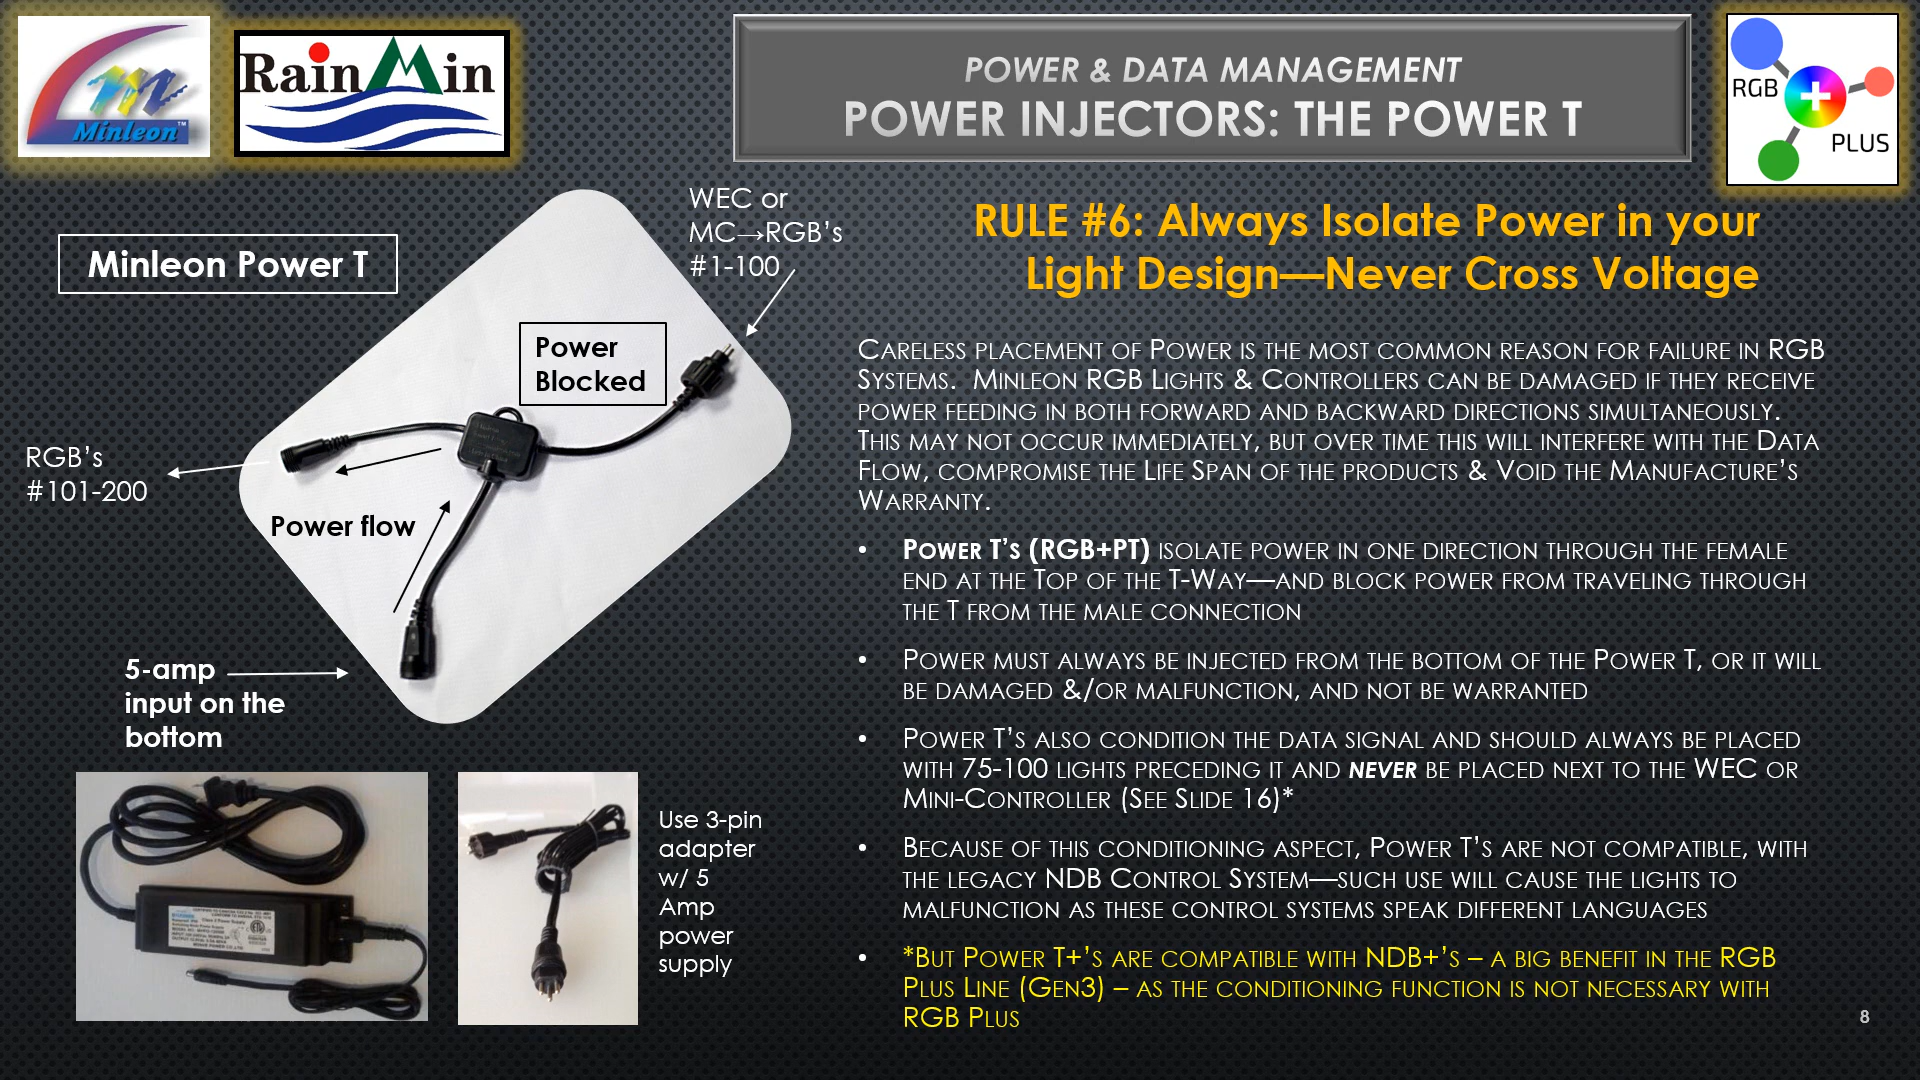 Minleon™
RainMin
POWER & DATA MANAGEMENT
POWER INJECTORS: THE POWER T
RGB
PLUS
Minleon Power T
WEC or
MC→RGB's
#1-100
Power
Blocked
RGB's
#101-200
Power flow
5-amp
input on the
bottom
Use 3-pin
adapter
w/ 5
Amp
power
supply
RULE #6: Always Isolate Power in your
Light Design—Never Cross Voltage
Careless placement of Power is the most common reason for failure in RGB
Systems. Minleon RGB Lights & Controllers can be damaged if they receive
power feeding in both forward and backward directions simultaneously.
This may not occur immediately, but over time this will interfere with the Data
Flow, compromise the Life Span of the products & Void the Manufacture's
Warranty.
• Power T's (RGB+PT) isolate power in one direction through the female
end at the Top of the T-Way—and block power from traveling through
the T from the male connection
• Power must always be injected from the bottom of the Power T, or it will
be damaged &/or malfunction, and not be warranted
• Power T's also condition the data signal and should always be placed
with 75-100 lights preceding it and never be placed next to the WEC or
Mini-Controller (See Slide 16)*
• Because of this conditioning aspect, Power T's are not compatible, with
the legacy NDB Control System—such use will cause the lights to
malfunction as these control systems speak different languages
• *But Power T+'s are compatible with NDB+'s – a big benefit in the RGB
Plus Line (Gen3) – as the conditioning function is not necessary with
RGB Plus
8